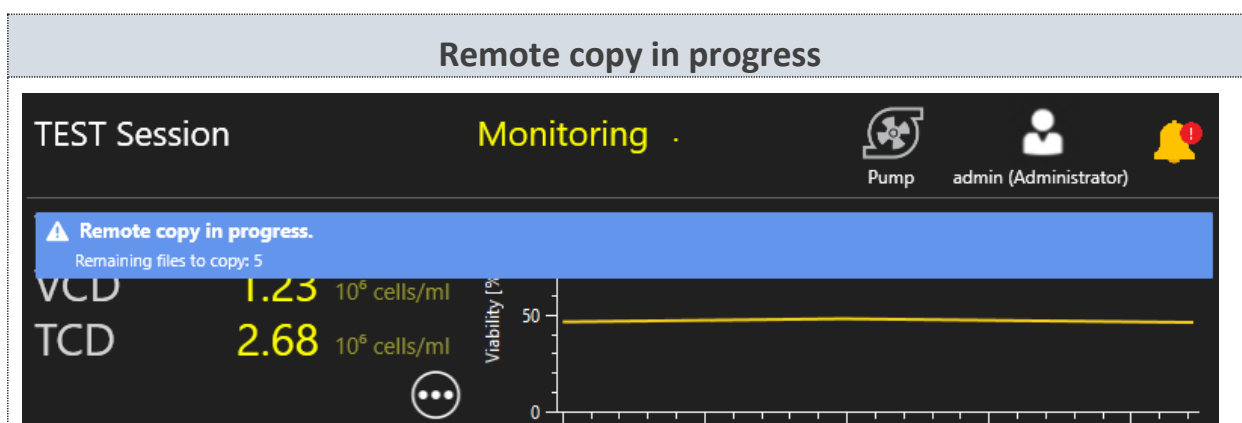 Remote copy in progress
TEST Session
Monitoring .
Pump
admin (Administrator)
Remote copy in progress.
Remaining files to copy: 5
VCD 1.23 10⁶ cells/ml
TCD 2.68 10⁶ cells/ml
Viability [%
50
0